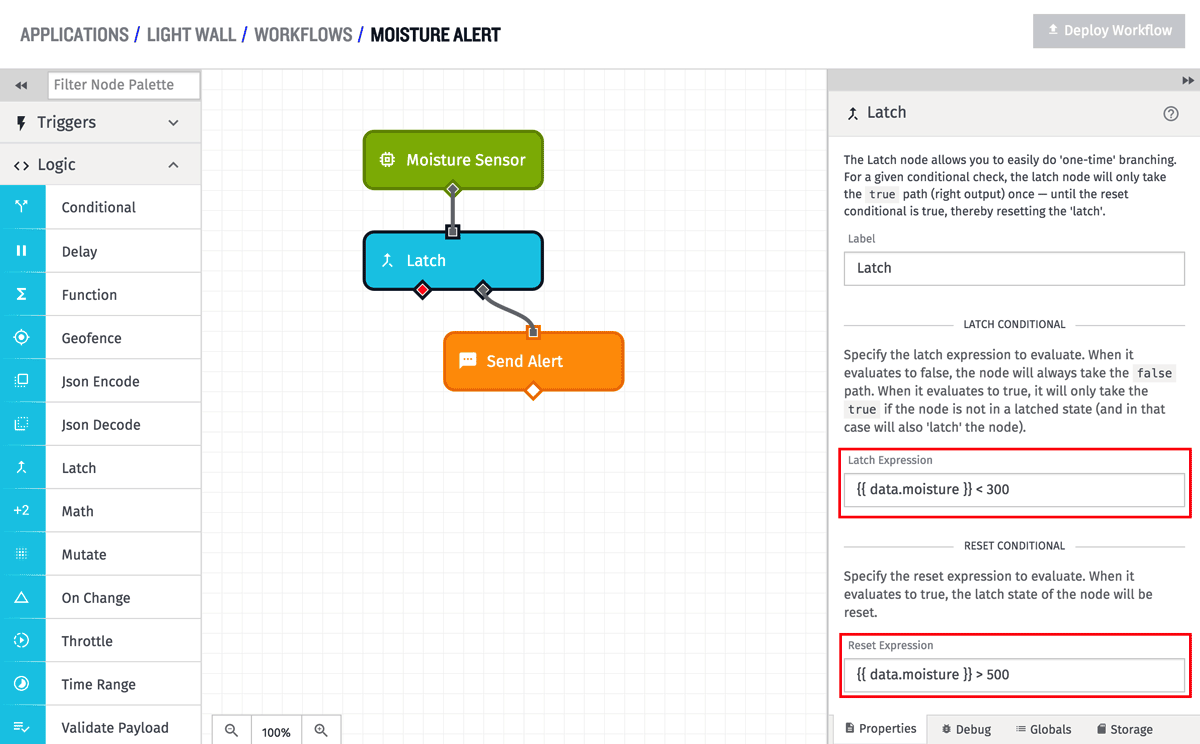 APPLICATIONS / LIGHT WALL / WORKFLOWS / MOISTURE ALERT
Deploy Workflow
Filter Node Palette
Triggers
Logic
Conditional
Delay
Function
Geofence
Json Encode
Json Decode
Latch
+2 Math
Mutate
On Change
Throttle
Time Range
Validate Payload
Moisture Sensor
Latch
Send Alert
100%
Latch
The Latch node allows you to easily do 'one-time' branching.
For a given conditional check, the latch node will only take
the true path (right output) once — until the reset
conditional is true, thereby resetting the 'latch'.
Label
Latch
LATCH CONDITIONAL
Specify the latch expression to evaluate. When it
evaluates to false, the node will always take the false
path. When it evaluates to true, it will only take the
true if the node is not in a latched state (and in that
case will also 'latch' the node).
Latch Expression
{{ data.moisture }} < 300
RESET CONDITIONAL
Specify the reset expression to evaluate. When it
evaluates to true, the latch state of the node will be
reset.
Reset Expression
{{ data.moisture }} > 500
Properties Debug Globals Storage